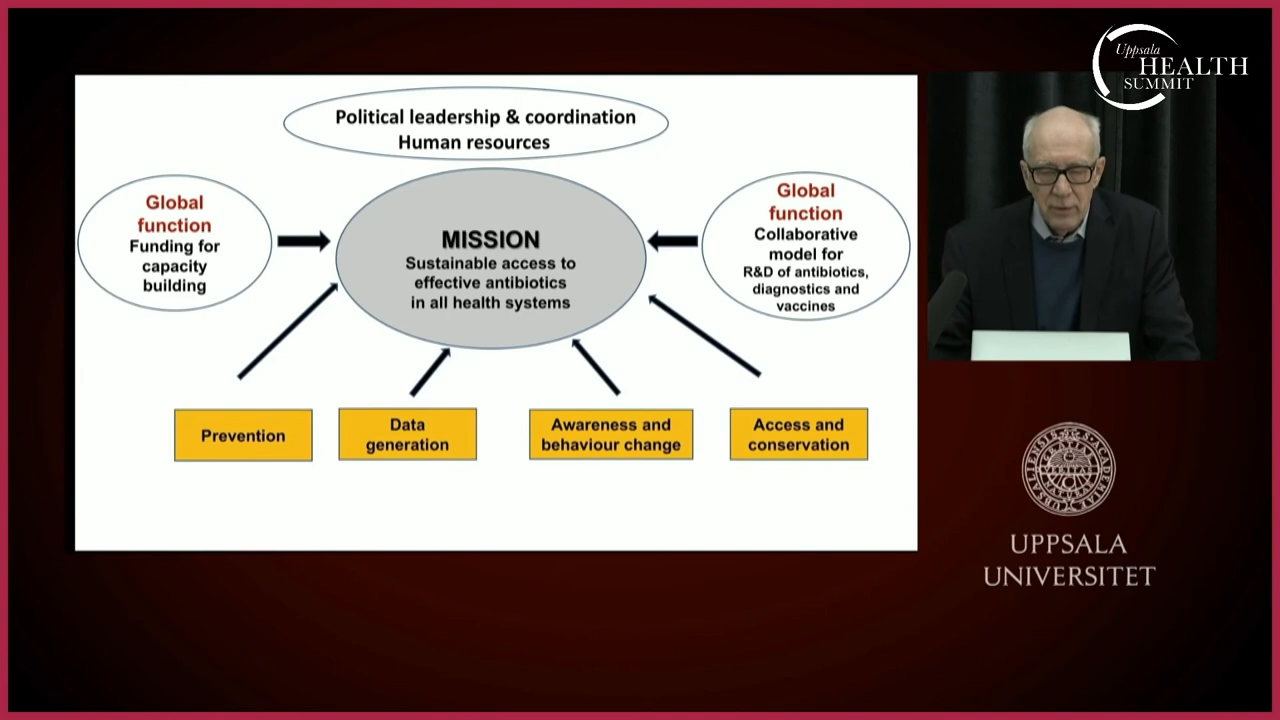 Uppsala
HEALTH
SUMMIT
Political leadership & coordination
Human resources
Global
function
Funding for
capacity
building
MISSION
Sustainable access to
effective antibiotics
in all health systems
Global
function
Collaborative
model for
R&D of antibiotics,
diagnostics and
vaccines
Prevention
Data
generation
Awareness and
behaviour change
Access and
conservation
UPPSALA
UNIVERSITET